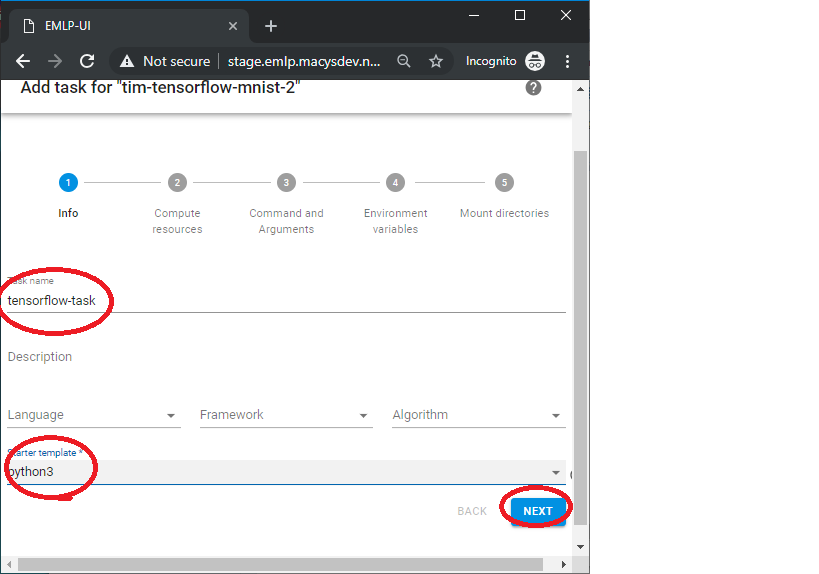 EMLP-UI
Not secure
stage.emlp.macysdev.n...
Incognito
Add task for "tim-tensorflow-mnist-2"
?
1 2 3 4 5
Info
Compute resources
Command and Arguments
Environment variables
Mount directories
Task name
tensorflow-task
Description
Language Framework Algorithm
Starter template *
python3
BACK NEXT